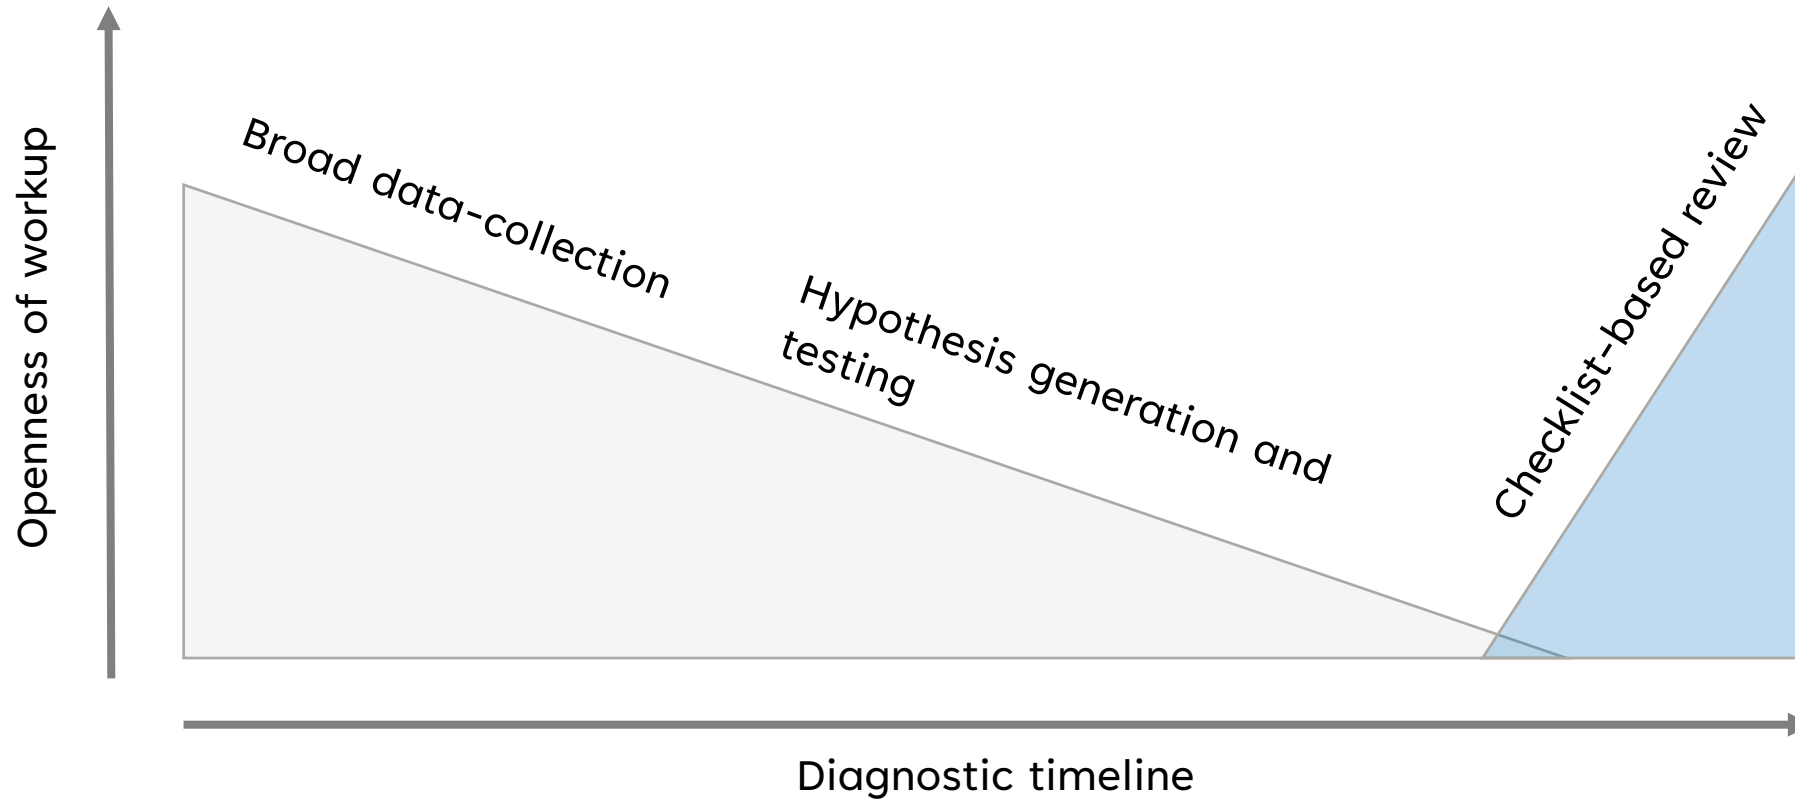 Openness of workup
Broad data-collection
Hypothesis generation and
testing
Checklist-based review
Diagnostic timeline